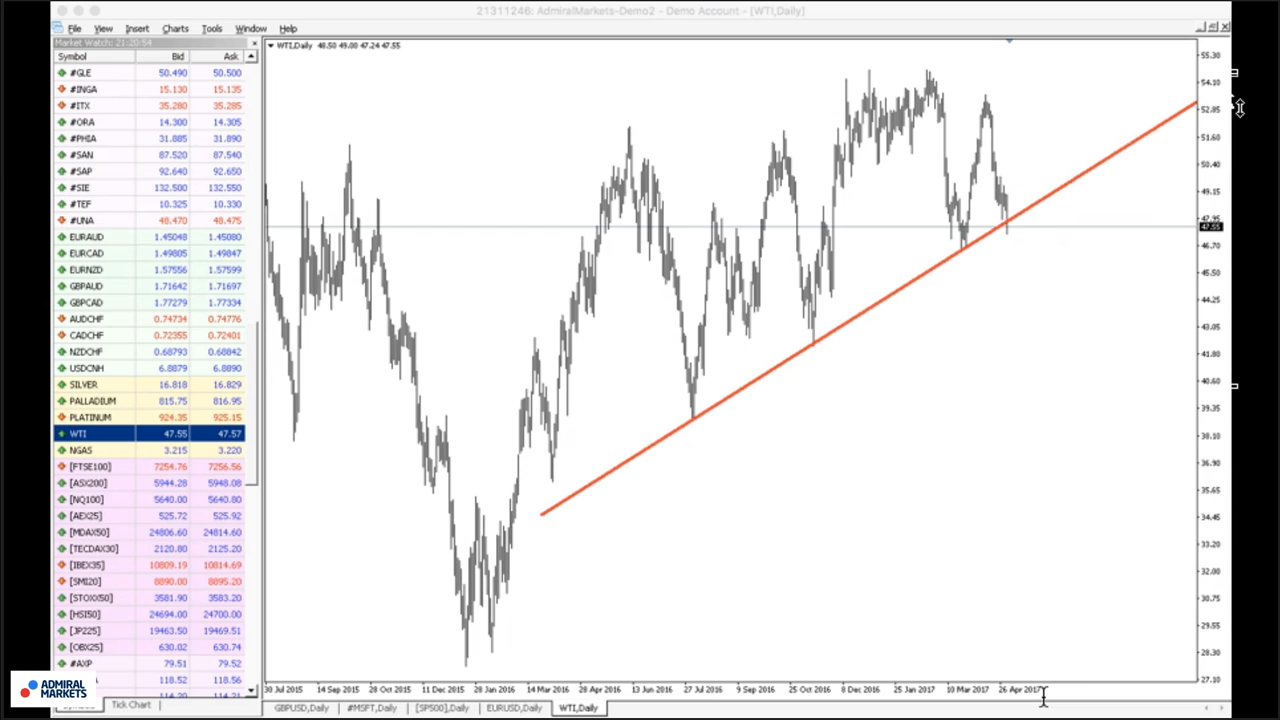 21311246: AdmiralMarkets-Demo2 - Demo Account - [WTI,Daily]
File View Insert Charts Tools Window Help
Market Watch: 21:20:54
Symbol Bid Ask
#GLE 50.490 50.500
#INGA 15.130 15.135
#ITX 35.280 35.285
#ORA 14.300 14.305
#PHIA 31.885 31.890
#SAN 87.520 87.540
#SAP 92.640 92.650
#SIE 132.500 132.550
#TEF 10.325 10.330
#UNA 48.470 48.475
EURAUD 1.45048 1.45080
EURCAD 1.49805 1.49847
EURNZD 1.57556 1.57599
GBPAUD 1.71642 1.71697
GBPCAD 1.77279 1.77334
AUDCHF 0.74734 0.74776
CADCHF 0.72355 0.72401
NZDCHF 0.68793 0.68842
USDCNH 6.8879 6.8890
SILVER 16.818 16.829
PALLADIUM 815.75 816.95
PLATINUM 924.35 925.15
WTI 47.55 47.57
NGAS 3.215 3.220
[FTSE100] 7254.76 7256.56
[ASX200] 5944.28 5948.08
[NQ100] 5640.00 5640.80
[AEX25] 525.72 525.92
[MDAX50] 24806.60 24814.60
[TECDAX30] 2120.80 2125.20
[IBEX35] 10809.19 10814.69
[SMI20] 8890.00 8895.20
[STOXX50] 3581.90 3583.20
[HSI50] 24694.00 24700.00
[JP225] 19463.50 19469.51
[OBX25] 630.02 630.74
#AXP 79.51 79.52
118.52 118.56
Tick Chart
ADMIRAL
MARKETS
WTI,Daily 48.50 49.00 47.24 47.55
55.30
54.10
52.85
51.60
50.40
49.15
47.95
47.55
46.70
45.50
44.25
43.05
41.80
40.60
39.35
38.10
36.90
35.65
34.45
33.20
32.00
30.75
29.55
28.30
27.10
30 Jul 2015 14 Sep 2015 28 Oct 2015 11 Dec 2015 28 Jan 2016 14 Mar 2016 28 Apr 2016 13 Jun 2016 27 Jul 2016 9 Sep 2016 25 Oct 2016 8 Dec 2016 25 Jan 2017 10 Mar 2017 26 Apr 2017
GBPUSD,Daily #MSFT,Daily [SP500],Daily EURUSD,Daily WTI,Daily